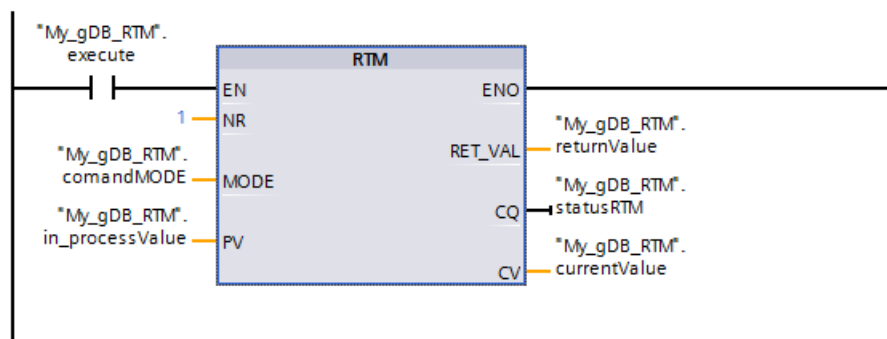 "My_gDB_RTM".
execute
RTM
EN
ENO
1
NR
"My_gDB_RTM".
returnValue
RET_VAL
"My_gDB_RTM".
comandMODE
MODE
"My_gDB_RTM".
statusRTM
CQ
"My_gDB_RTM".
in_processValue
PV
"My_gDB_RTM".
currentValue
CV